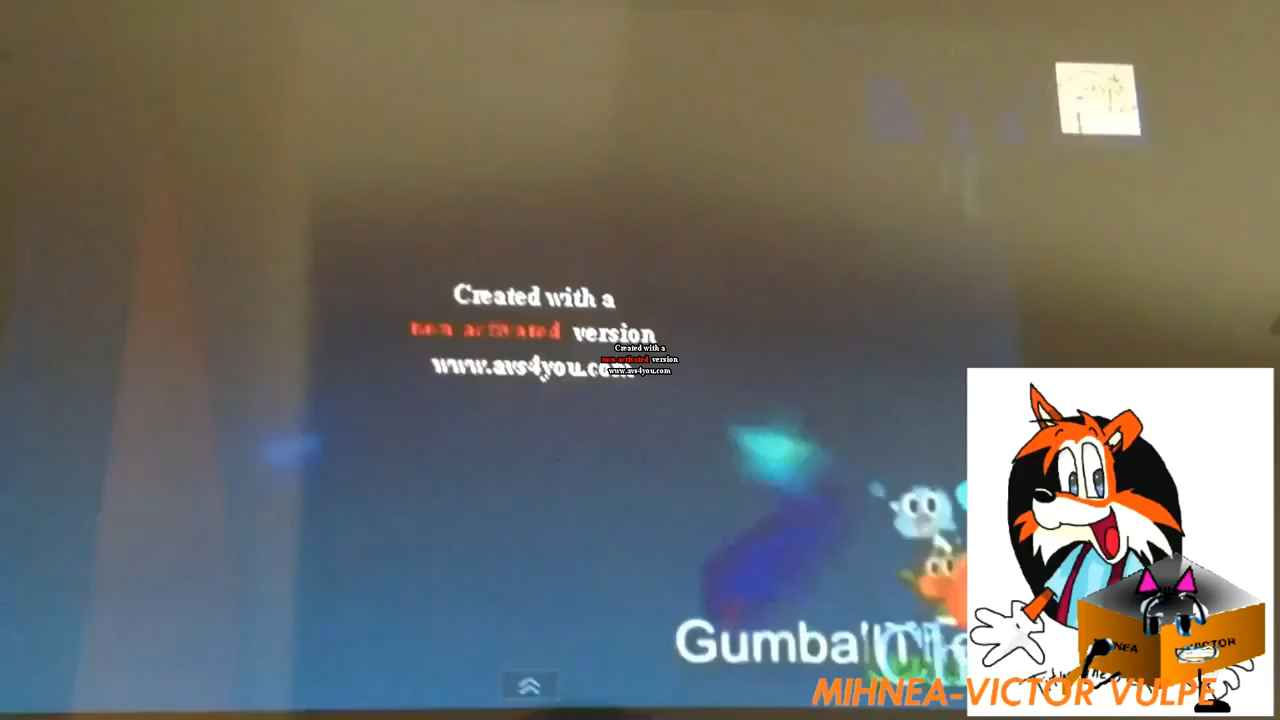 Created with a
non activated version
www.avs4you.com
Created with a
non activated version
www.avs4you.com
Gumball
MIHNEA-VICTOR VULPE